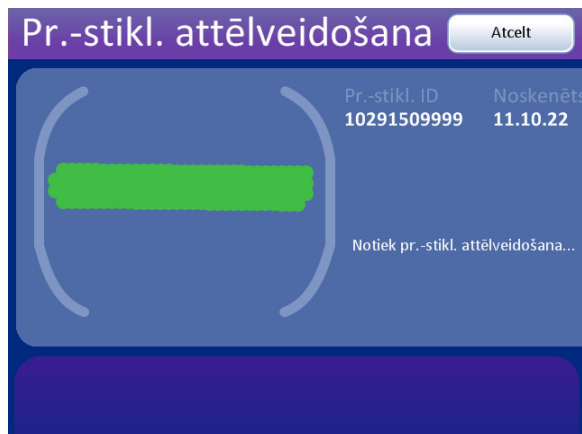 Pr.-stikl. attēlveidošana
Atcelt
Pr.-stikl. ID
Noskenēts
10291509999
11.10.22
Notiek pr.-stikl. attēlveidošana...